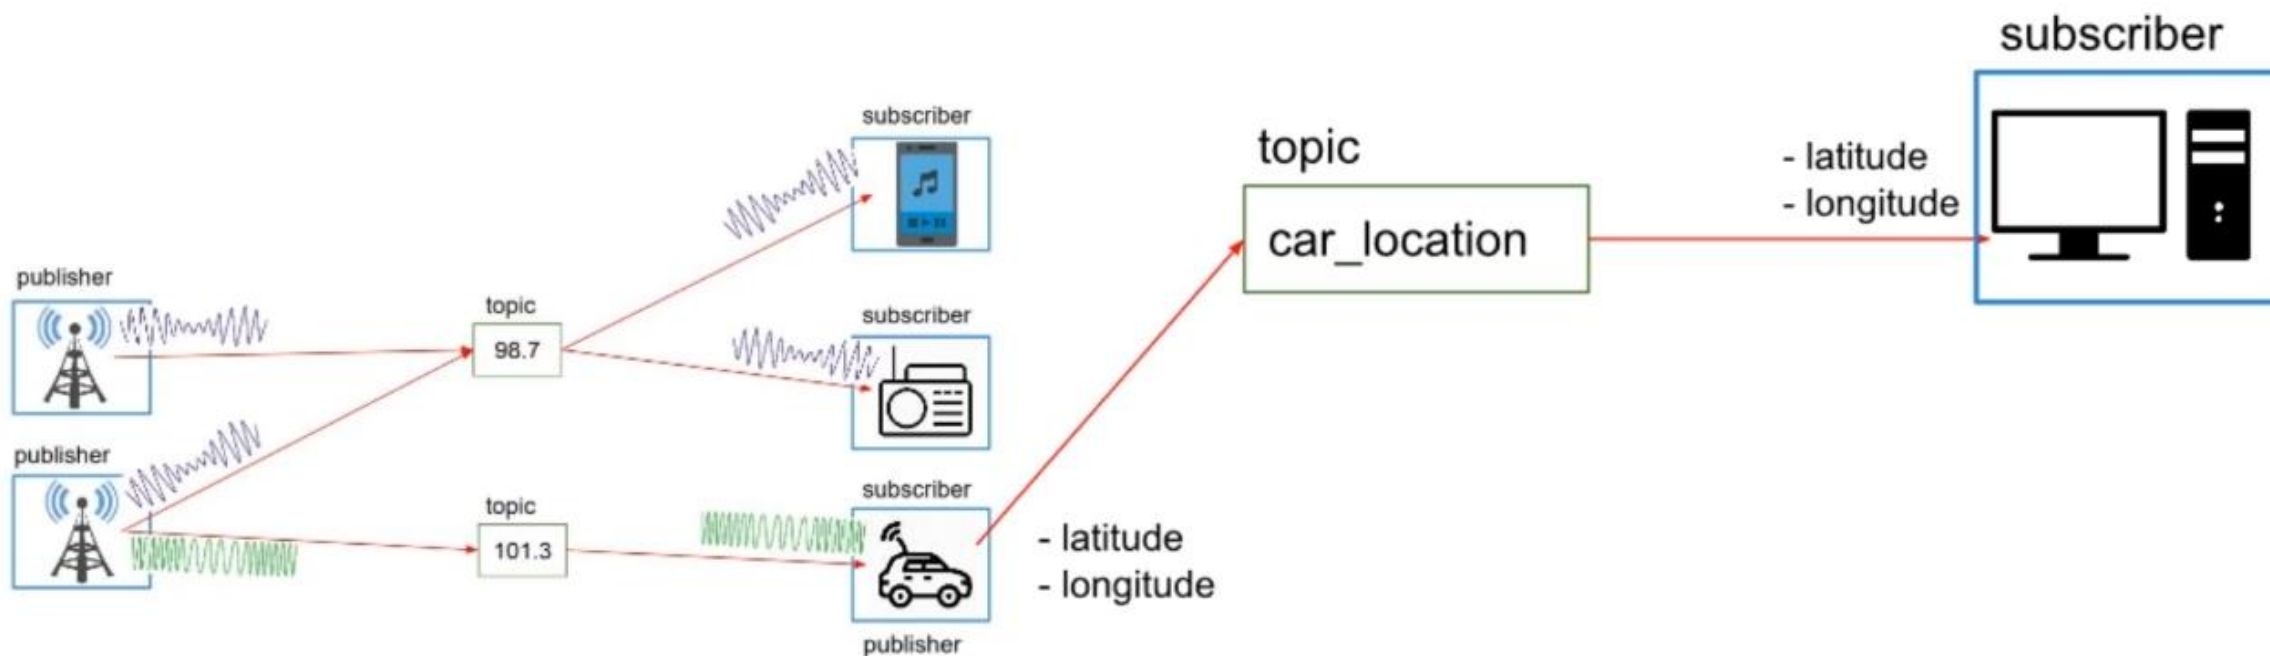 publisher
publisher
topic
98.7
topic
101.3
subscriber
subscriber
subscriber
publisher
- latitude
- longitude
topic
car_location
- latitude
- longitude
subscriber